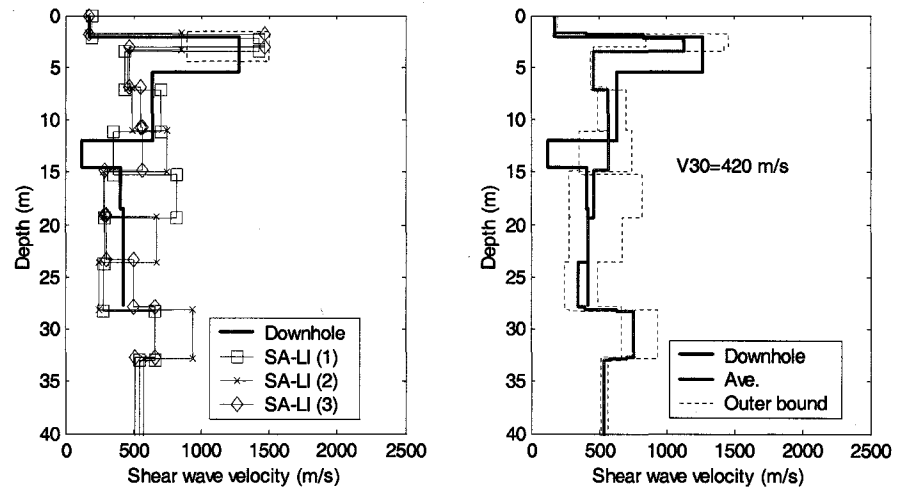 0
5
10
15
20
25
30
35
40
Depth (m)
0 500 1000 1500 2000 2500
Shear wave velocity (m/s)
Downhole
SA-LI (1)
SA-LI (2)
SA-LI (3)
0
5
10
15
20
25
30
35
40
Depth (m)
0 500 1000 1500 2000 2500
Shear wave velocity (m/s)
V30=420 m/s
Downhole
Ave.
Outer bound